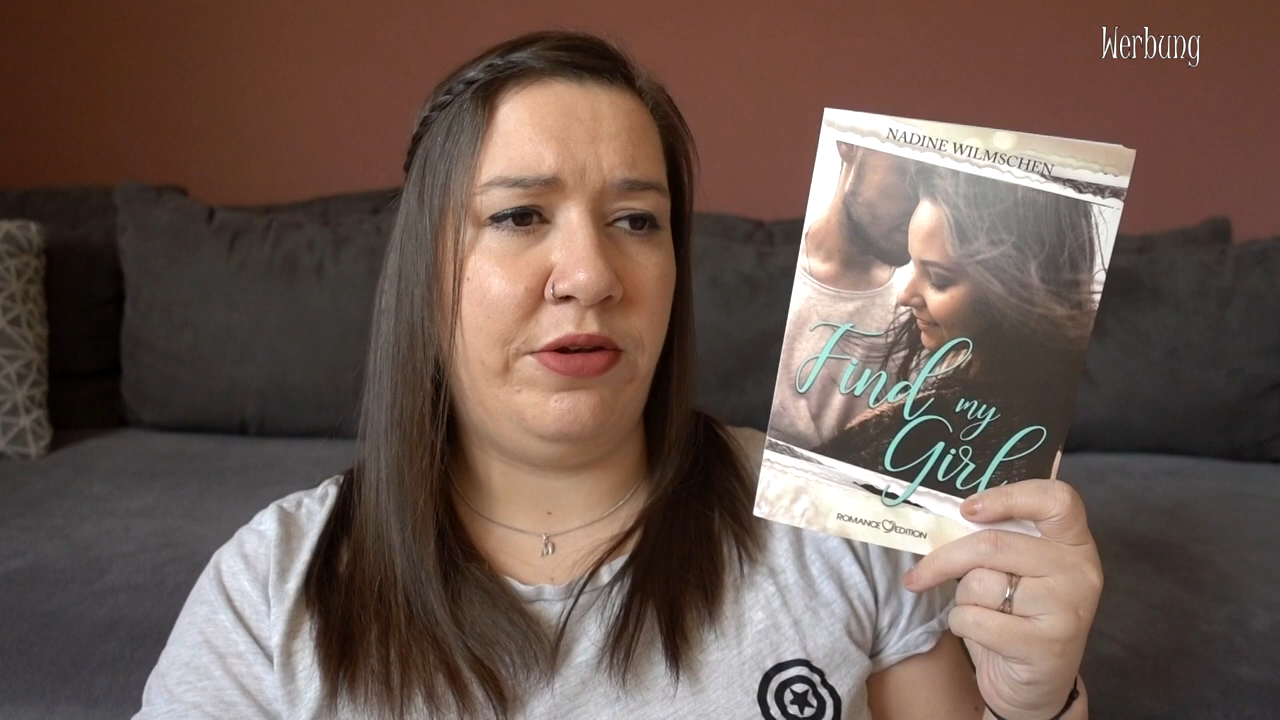 Werbung
NADINE WILMSCHEN
Find
my
Girl
ROMANCE EDITION